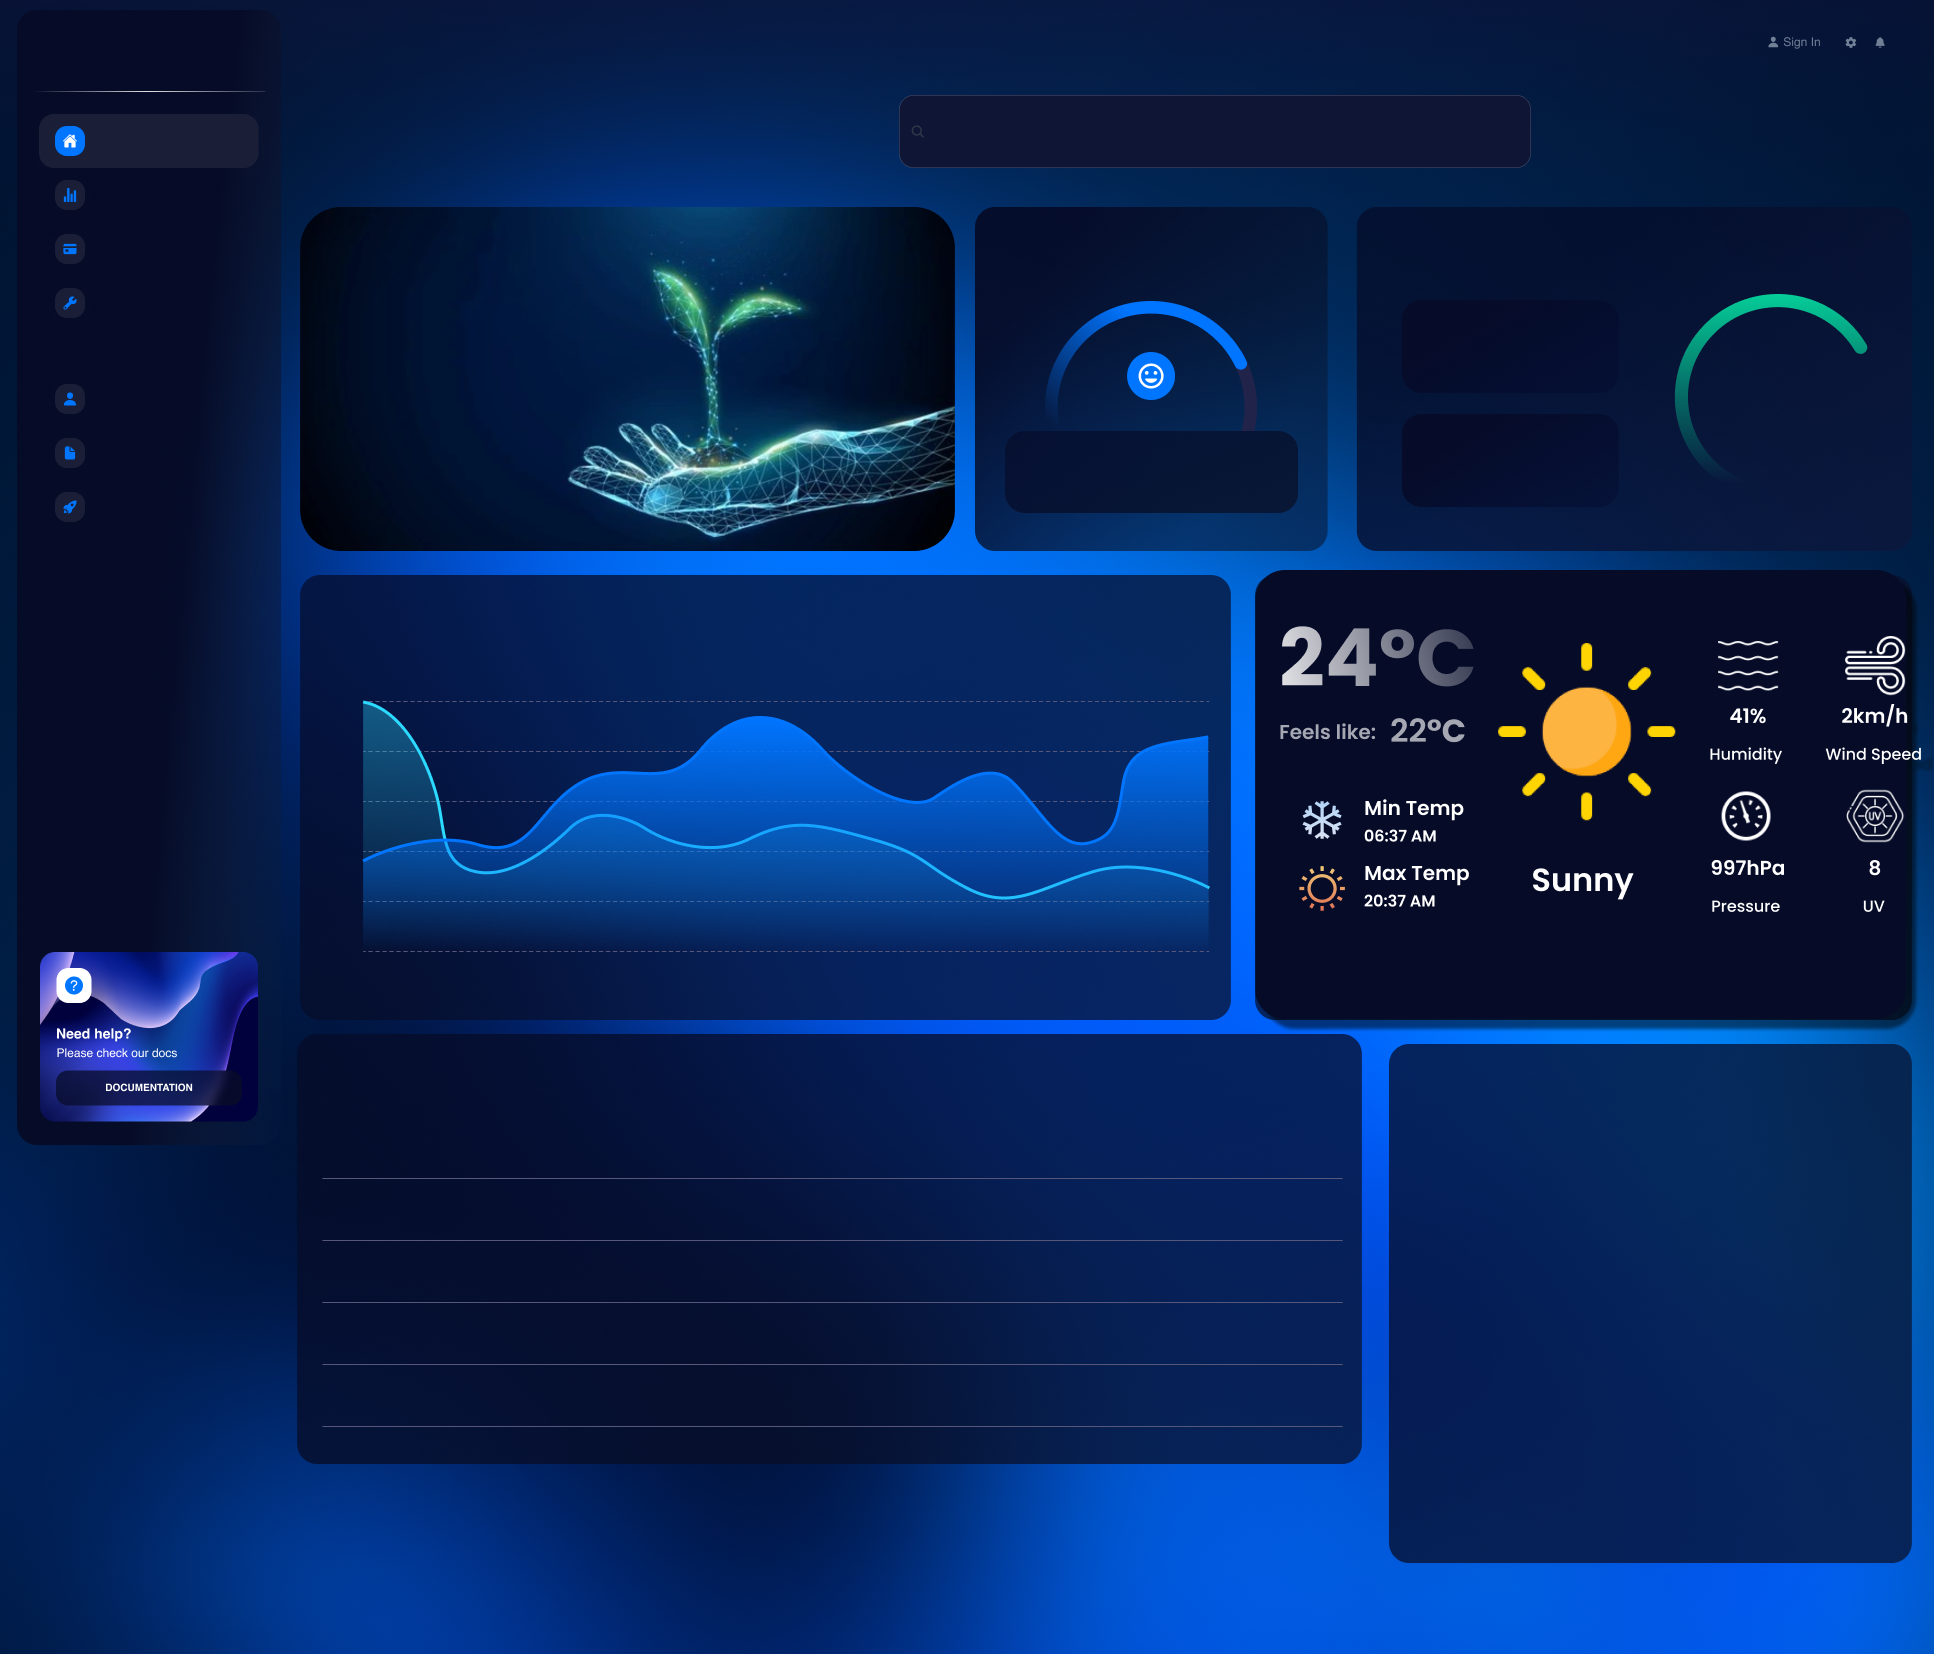 Sign In
24°C
Feels like: 22°C
Min Temp
06:37 AM
Max Temp
20:37 AM
Sunny
41%
Humidity
2km/h
Wind Speed
997hPa
Pressure
UV
8
UV
?
Need help?
Please check our docs
DOCUMENTATION